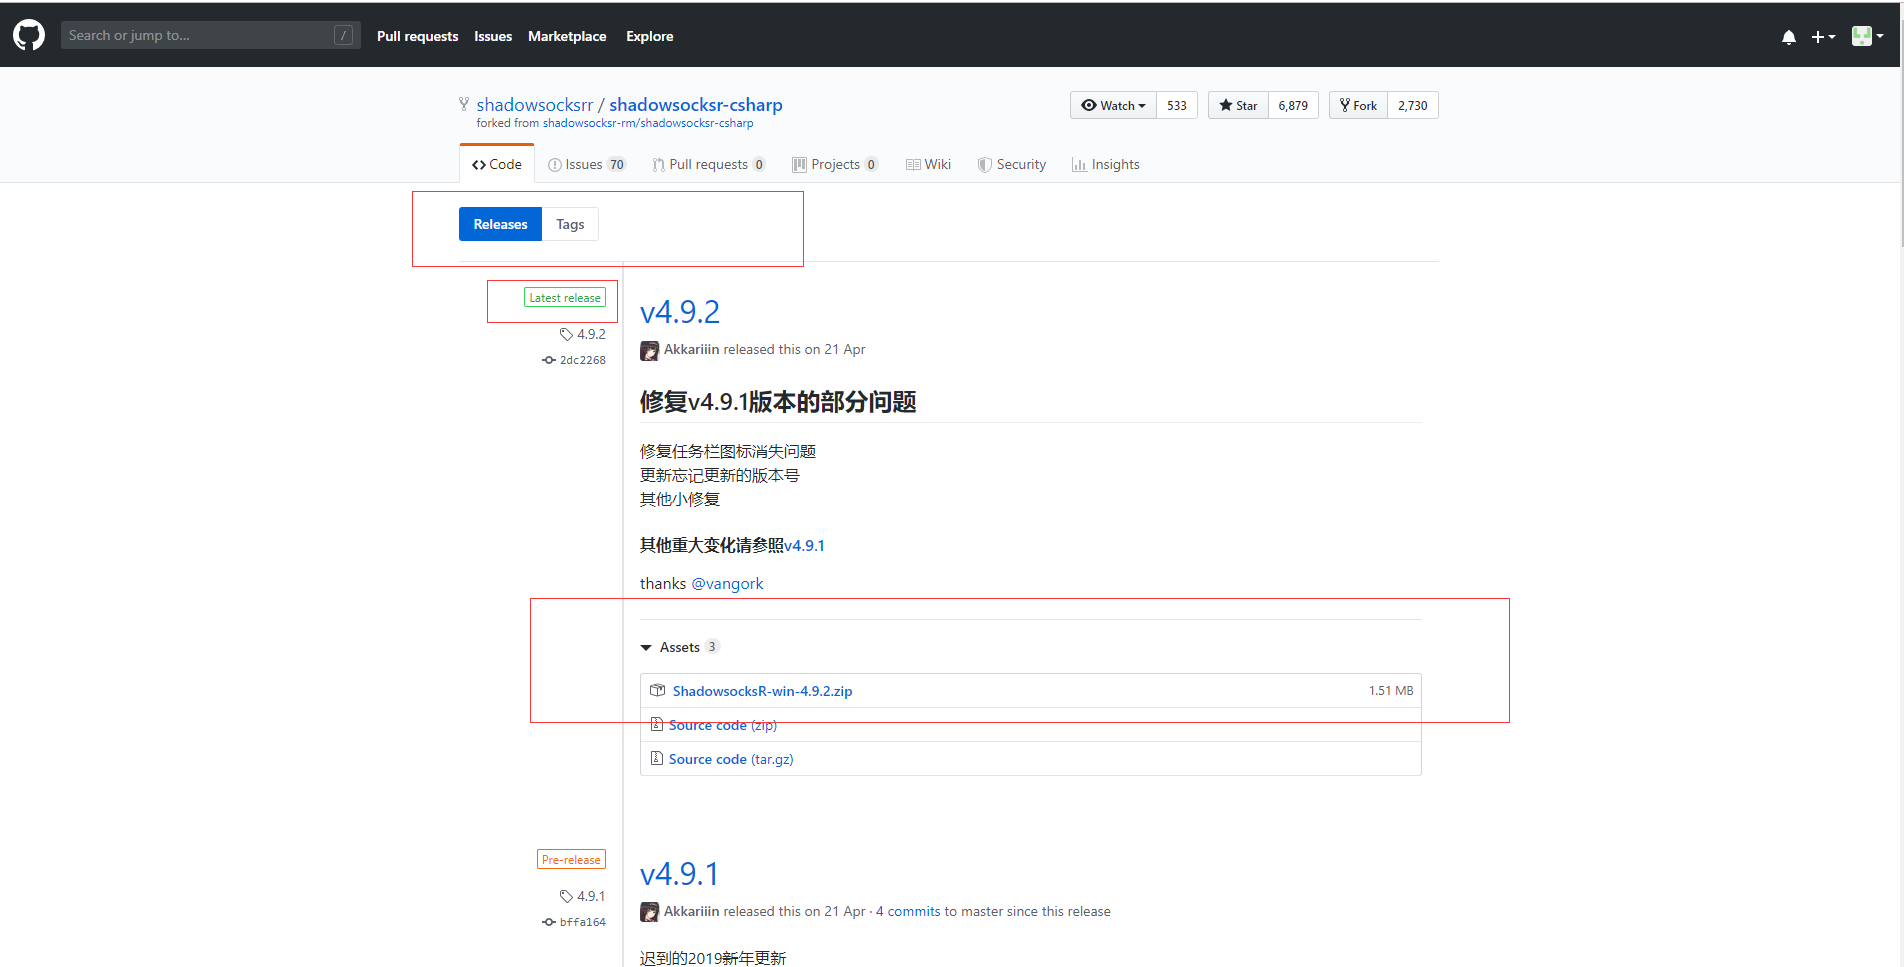 Search or jump to... / Pull requests Issues Marketplace Explore
shadowsocksrr / shadowsocksr-csharp
forked from shadowsocksr-rm/shadowsocksr-csharp
Watch 533 Star 6,879 Fork 2,730
Code Issues 70 Pull requests 0 Projects 0 Wiki Security Insights
Releases Tags
Latest release
4.9.2
2dc2268
v4.9.2
Akkariiin released this on 21 Apr
修复v4.9.1版本的部分问题
修复任务栏图标消失问题
更新忘记更新的版本号
其他小修复
其他重大变化请参照v4.9.1
thanks @vangork
Assets 3
ShadowsocksR-win-4.9.2.zip 1.51 MB
Source code (zip)
Source code (tar.gz)
Pre-release
4.9.1
bffa164
v4.9.1
Akkariiin released this on 21 Apr · 4 commits to master since this release
迟到的2019新年更新